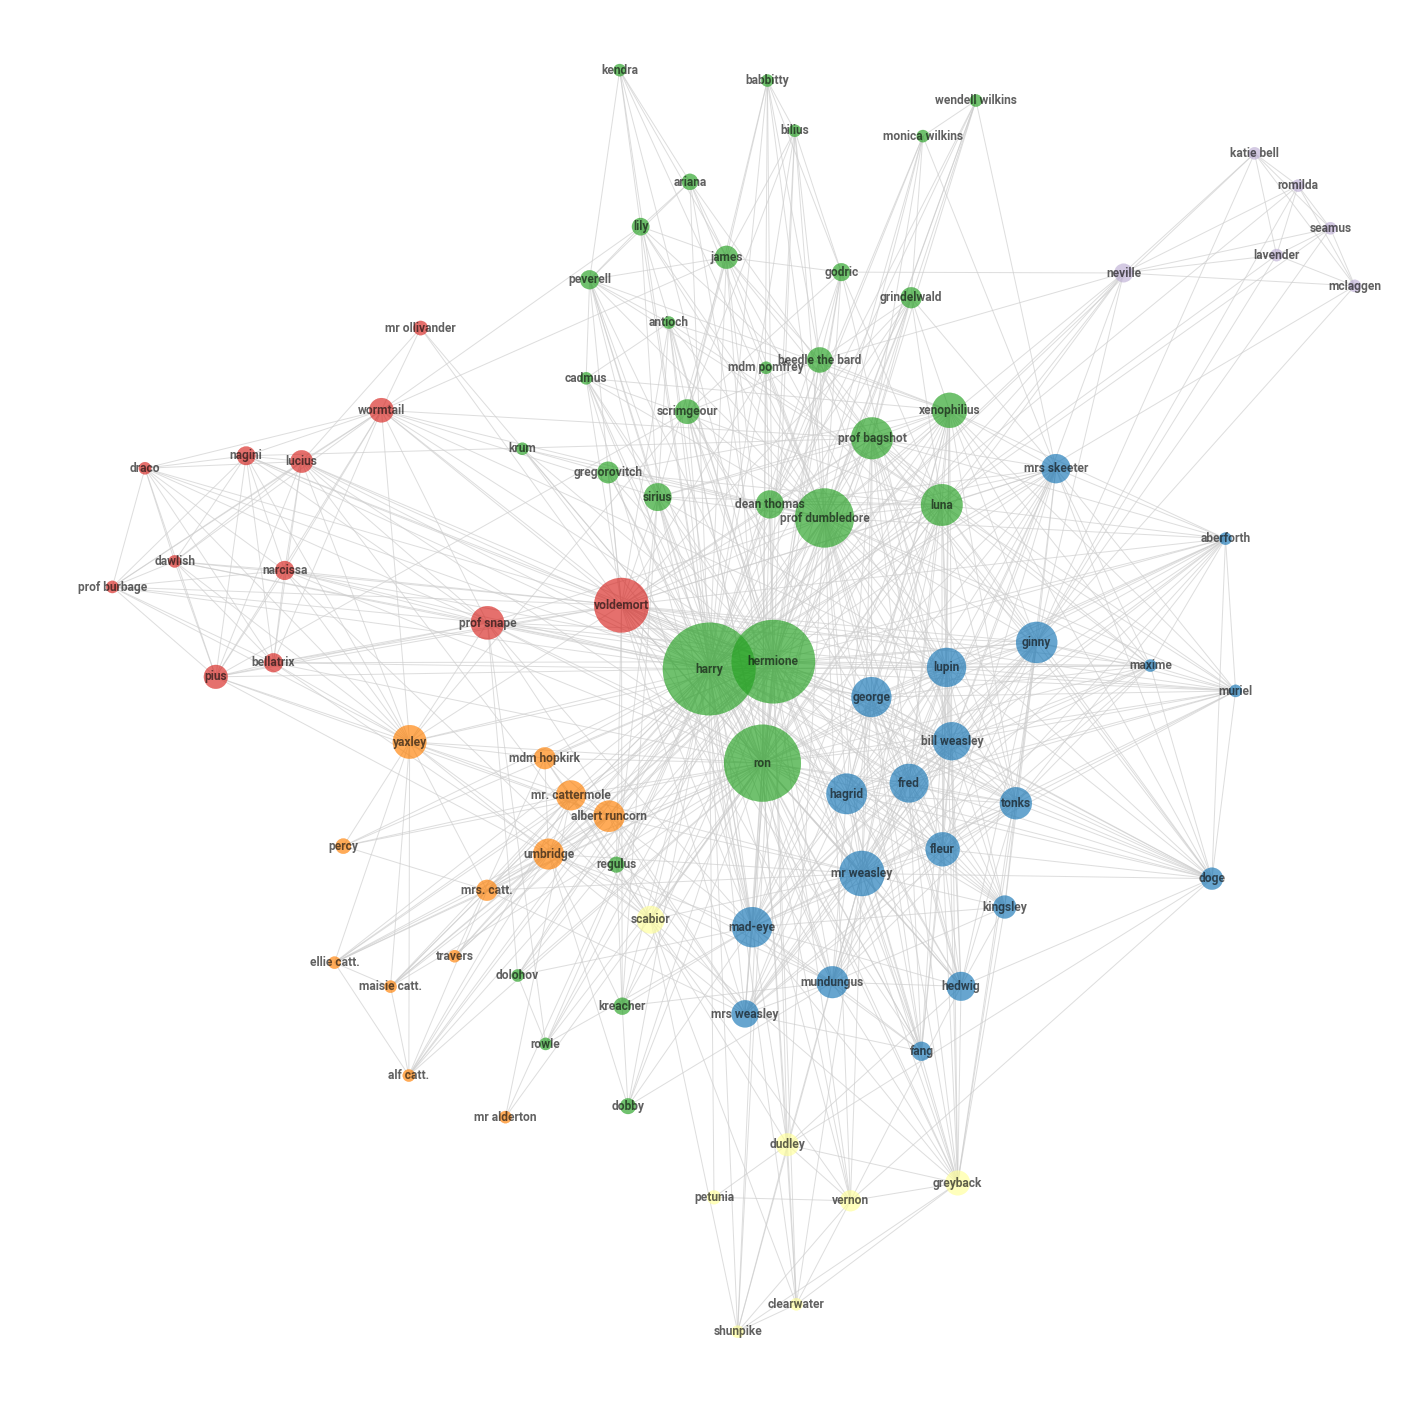 kendra
babbitty
wendell wilkins
bilius
monica wilkins
katie bell
ariana
romilda
lily
seamus
james
lavender
godric
neville
peverell
mclaggen
grindelwald
antioch
mr ollivander
beedle the bard
mdm pomfrey
cadmus
wormtail
scrimgeour
xenophilius
prof bagshot
krum
nagini
lucius
draco
gregorovitch
mrs skeeter
sirius
dean thomas
luna
prof dumbledore
aberforth
dawlish
narcissa
prof burbage
voldemort
prof snape
ginny
bellatrix
hermione
harry
lupin
maxime
pius
george
muriel
yaxley
bill weasley
mdm hopkirk
ron
fred
mr. cattermole
hagrid
tonks
albert runcorn
percy
umbridge
fleur
regulus
mr weasley
doge
mrs. catt.
kingsley
scabior
mad-eye
travers
ellie catt.
dolohov
maisie catt.
mundungus
hedwig
kreacher
mrs weasley
rowle
fang
alf catt.
dobby
mr alderton
dudley
greyback
petunia
vernon
clearwater
shunpike